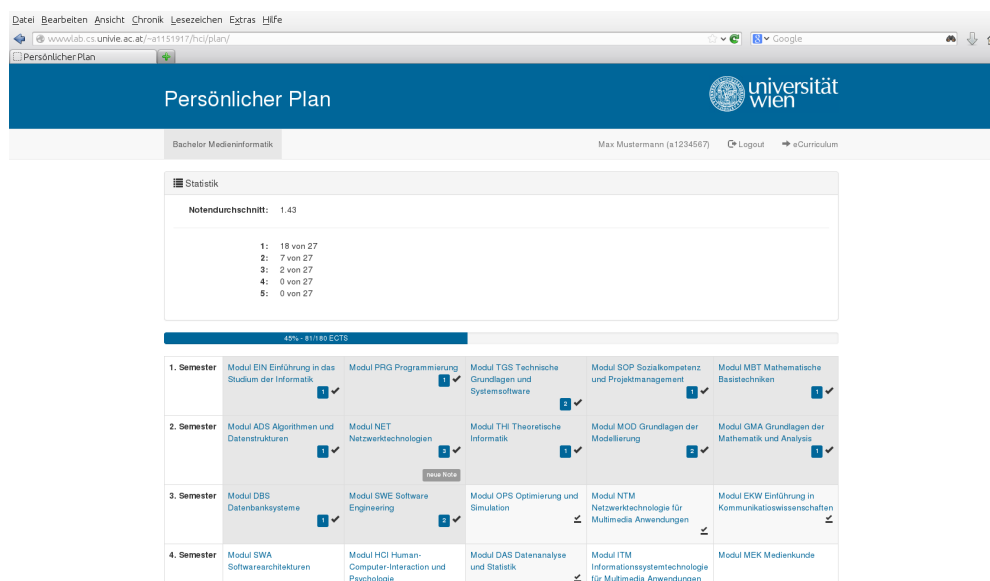 Datei Bearbeiten Ansicht Chronik Lesezeichen Extras Hilfe
wwwlab.cs.univie.ac.at/~a1151917/hci/plan/
Google
Persönlicher Plan
Persönlicher Plan
universität
wien
Bachelor Medieninformatik
Max Mustermann (a1234567)
Logout
eCurriculum
Statistik
Notendurchschnitt: 1.43
1: 18 von 27
2: 7 von 27
3: 2 von 27
4: 0 von 27
5: 0 von 27
45% - 81/180 ECTS
1. Semester
Modul EIN Einführung in das
Studium der Informatik
1
Modul PRG Programmierung
1
Modul TGS Technische
Grundlagen und
Systemsoftware
2
Modul SOP Sozialkompetenz
und Projektmanagement
1
Modul MBT Mathematische
Basistechniken
1
2. Semester
Modul ADS Algorithmen und
Datenstrukturen
1
Modul NET
Netzwerktechnologien
3
neue Note
Modul THI Theoretische
Informatik
1
Modul MOD Grundlagen der
Modellierung
2
Modul GMA Grundlagen der
Mathematik und Analysis
1
3. Semester
Modul DBS
Datenbanksysteme
1
Modul SWE Software
Engineering
2
Modul OPS Optimierung und
Simulation
Modul NTM
Netzwerktechnologie für
Multimedia Anwendungen
Modul EKW Einführung in
Kommunikatioswissenschaften
4. Semester
Modul SWA
Softwarearchitekturen
Modul HCI Human-
Computer-Interaction und
Psychologie
Modul DAS Datenanalyse
und Statistik
Modul ITM
Informationssystemtechnologie
für Multimedia Anwendungen
Modul MEK Medienkunde